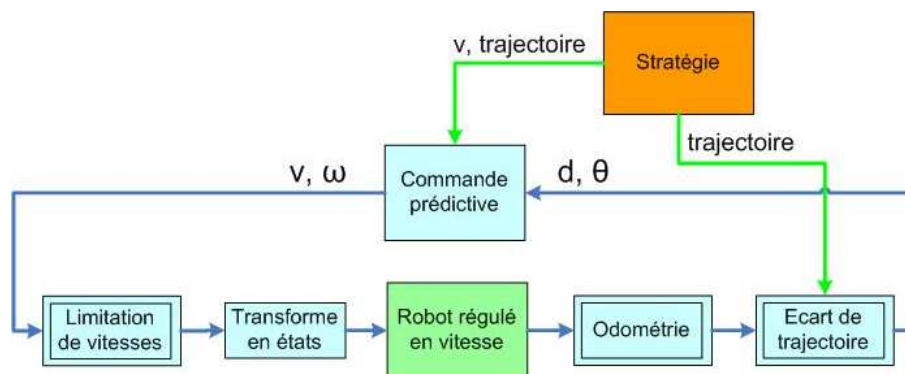 v, trajectoire
Stratégie
trajectoire
v, ω
Commande
prédictive
d, θ
Limitation
de vitesses
Transforme
en états
Robot régulé
en vitesse
Odométrie
Ecart de
trajectoire